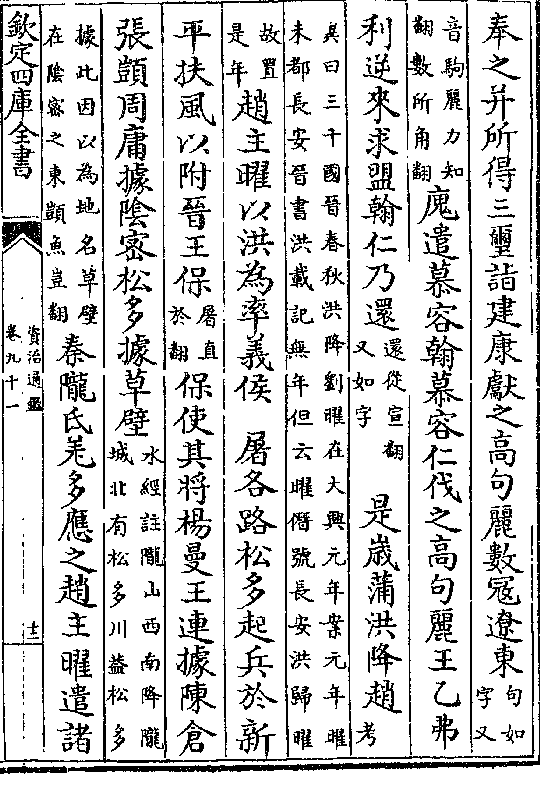 奉之并所得三璽詣建康獻之高句麗數寇遼東句如字又
音駒麗力知翻數所角翻廆遣慕容翰慕容仁伐之高句麗王乙弗
利逆來求盟翰仁乃還還從宣翻又如字 是嵗蒲洪降趙考
異曰三十國晉春秋洪降劉曜在大興元年案元年曜未都長安晉書洪載記無年但云曜僭號長安洪歸曜
故置是年趙主曜以洪為率義侯 屠各路松多起兵於新
平扶風以附晉王保屠直於翻保使其將楊曼王連據陳倉
張顗周庸據隂密松多據草壁水經註隴山西南降隴城北有松多川葢松多
據此因以為地名草壁在隂密之東顗魚豈翻秦隴氐羌多應之趙主曜遣諸
欽定四庫全書
資治通鑑
卷九十一
十三